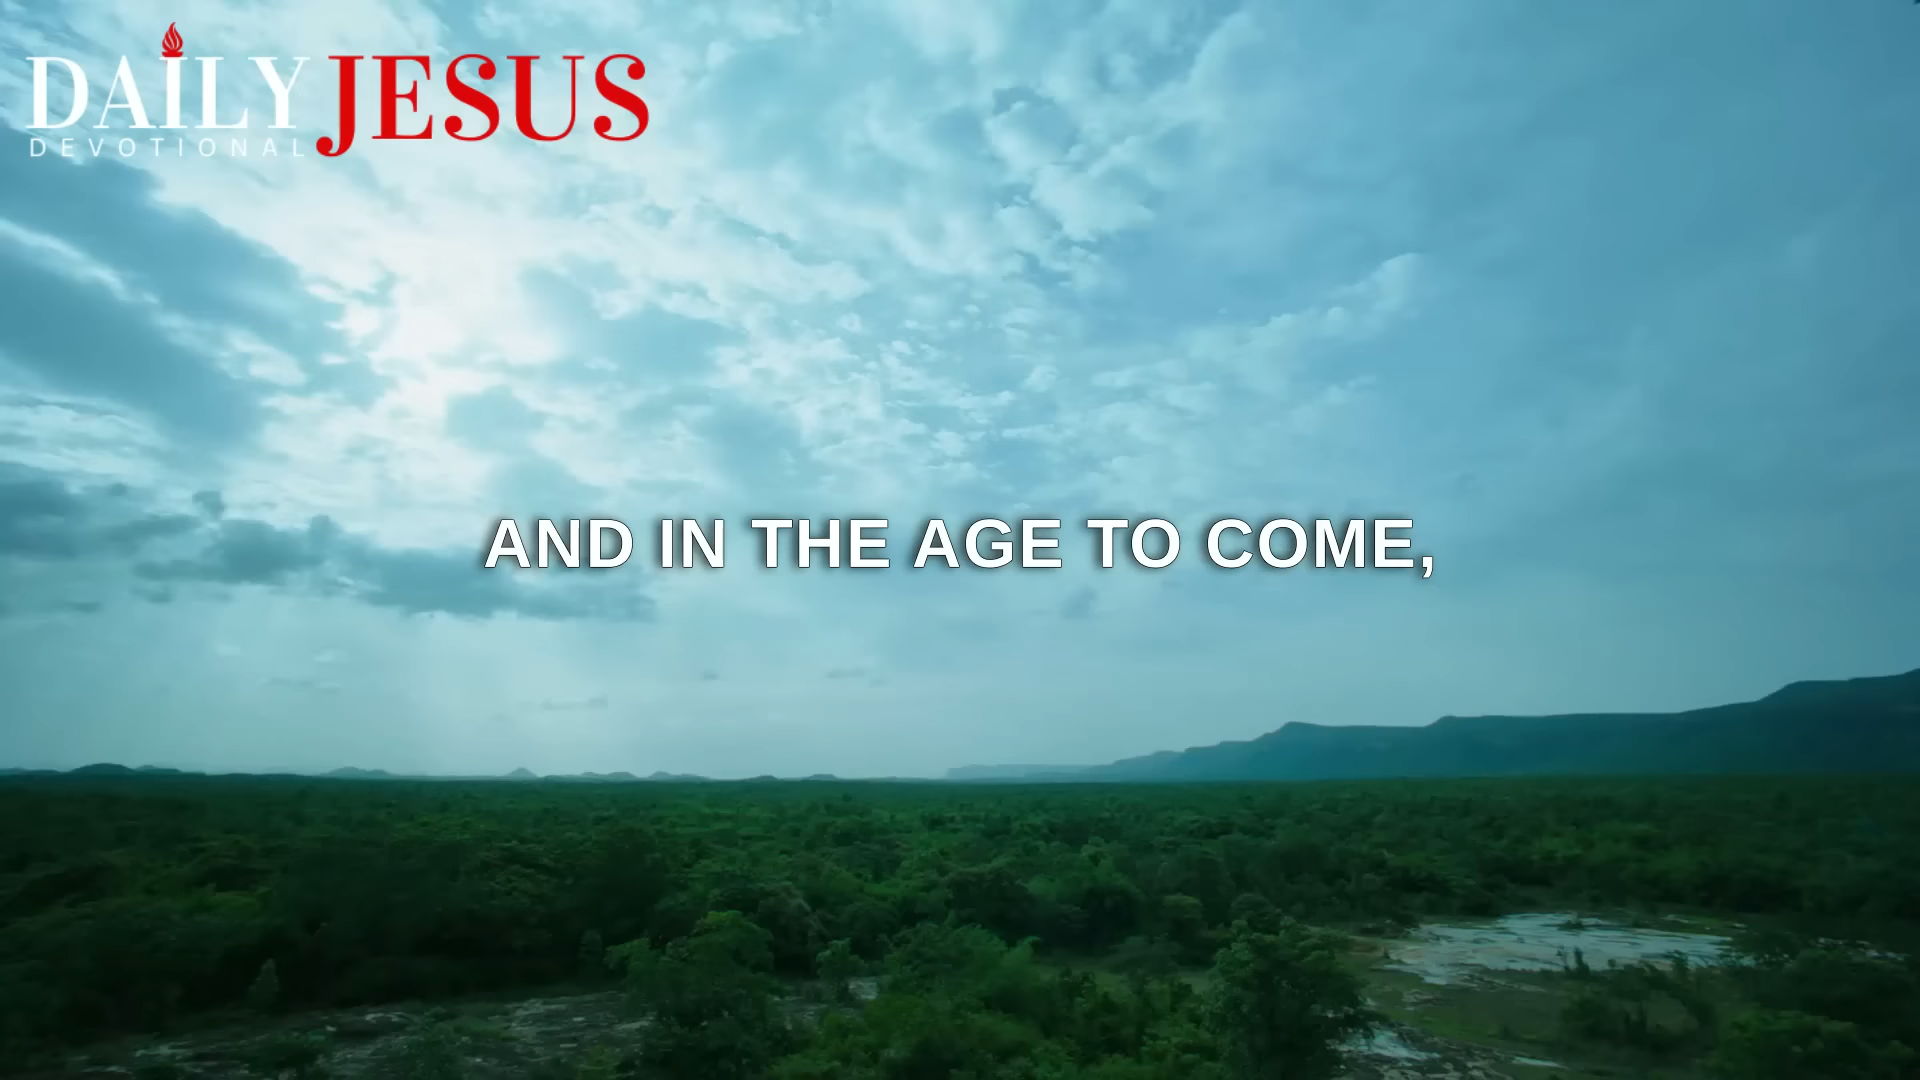 DAILY JESUS
DEVOTIONAL
AND IN THE AGE TO COME,